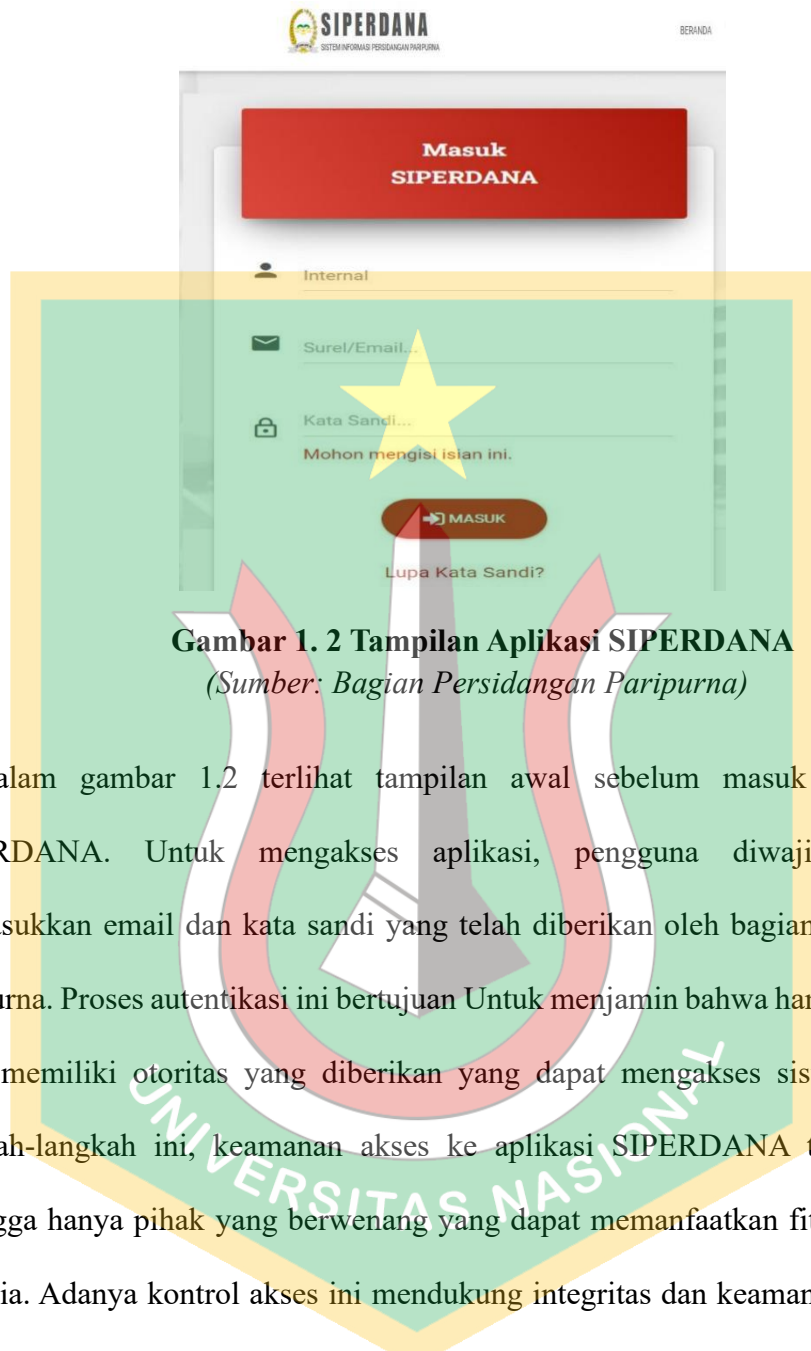 SIPERDANA
SISTEM INFORMASI PERSIDANGAN PARIPURNA
BERANDA
Masuk
SIPERDANA
Internal
Surel/Email...
Kata Sandi...
Mohon mengisi isian ini.
MASUK
Lupa Kata Sandi?
Gambar 1. 2 Tampilan Aplikasi SIPERDANA
(Sumber: Bagian Persidangan Paripurna)
alam gambar 1.2 terlihat tampilan awal sebelum masuk
RDANA. Untuk mengakses aplikasi, pengguna diwaji
sukkan email dan kata sandi yang telah diberikan oleh bagian
urna. Proses autentikasi ini bertujuan Untuk menjamin bahwa har
memiliki otoritas yang diberikan yang dapat mengakses sis
ah-langkah ini, keamanan akses ke aplikasi SIPERDANA t
gga hanya pihak yang berwenang yang dapat memanfaatkan fit
ia. Adanya kontrol akses ini mendukung integritas dan keaman
UNIVERSITAS NASIONAL